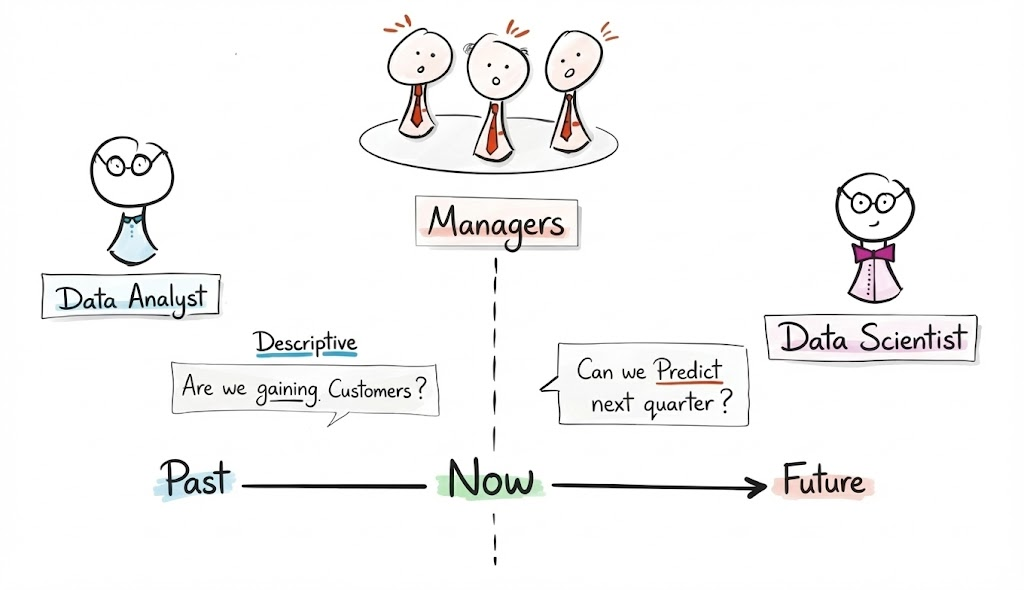 Managers
Data Analyst
Data Scientist
Descriptive
Are we gaining Customers?
Can we Predict
next quarter?
Past
Now
Future